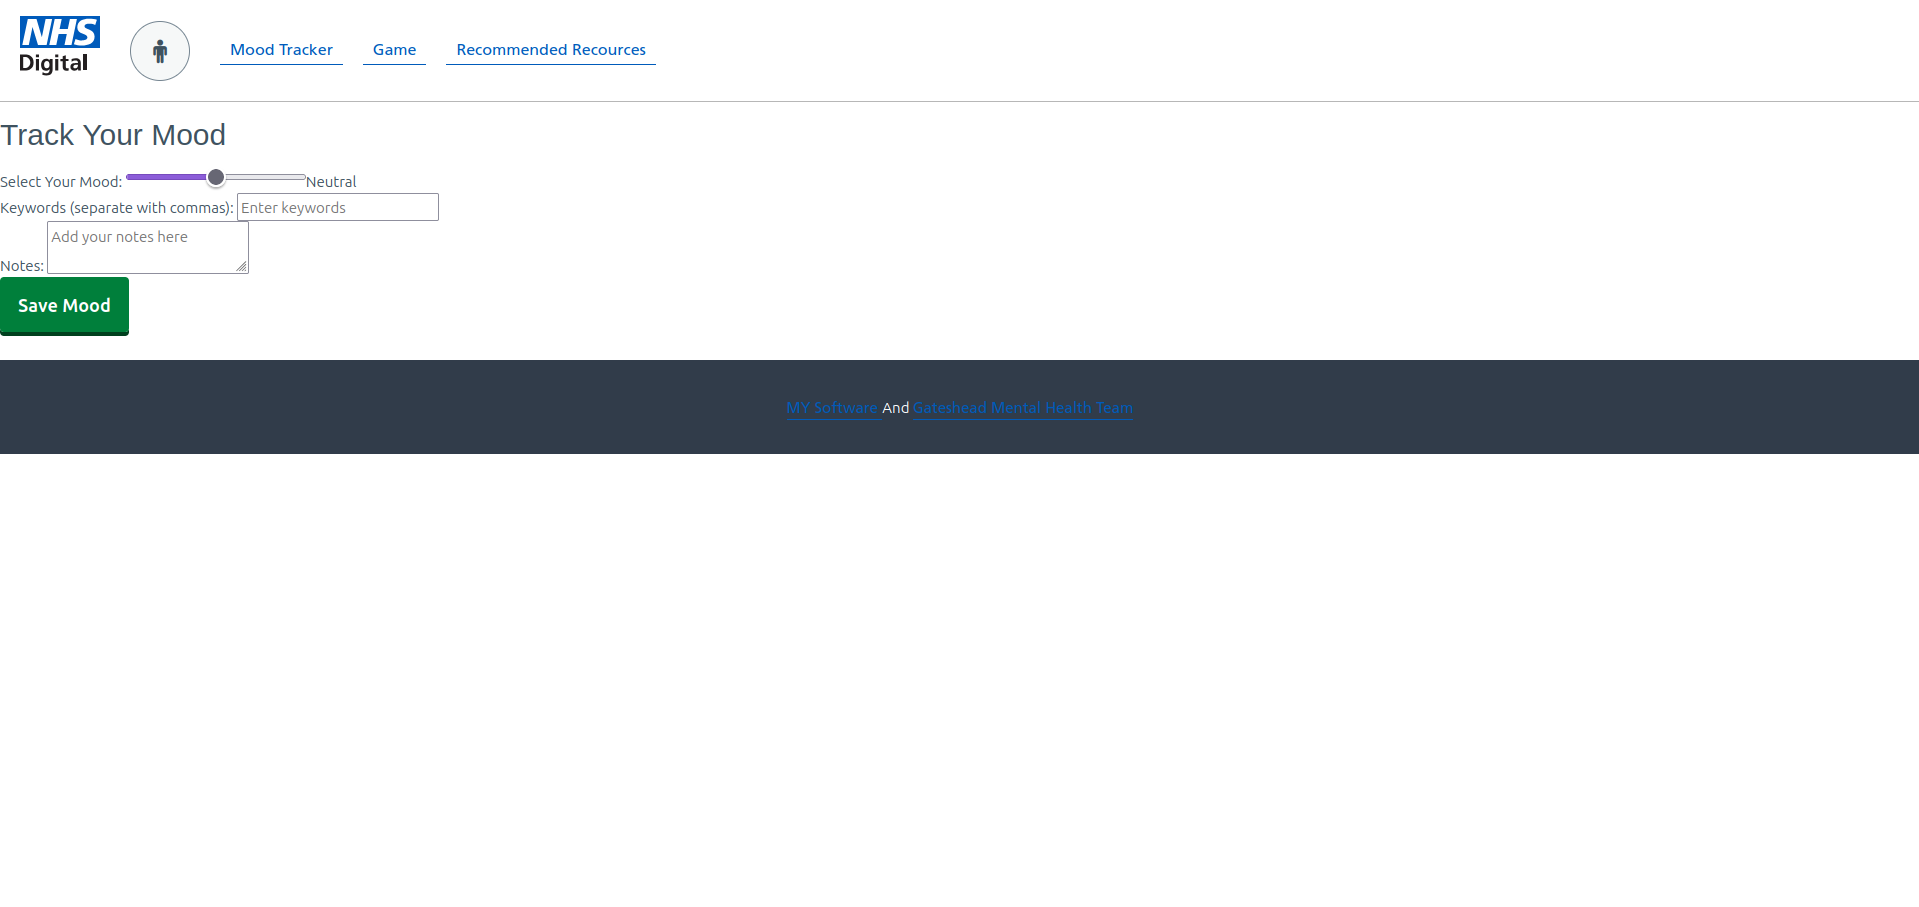 NHS
Digital
Mood Tracker Game Recommended Recources
Track Your Mood
Select Your Mood: Neutral
Keywords (separate with commas): Enter keywords
Add your notes here
Notes:
Save Mood
MY Software And Gateshead Mental Health Team